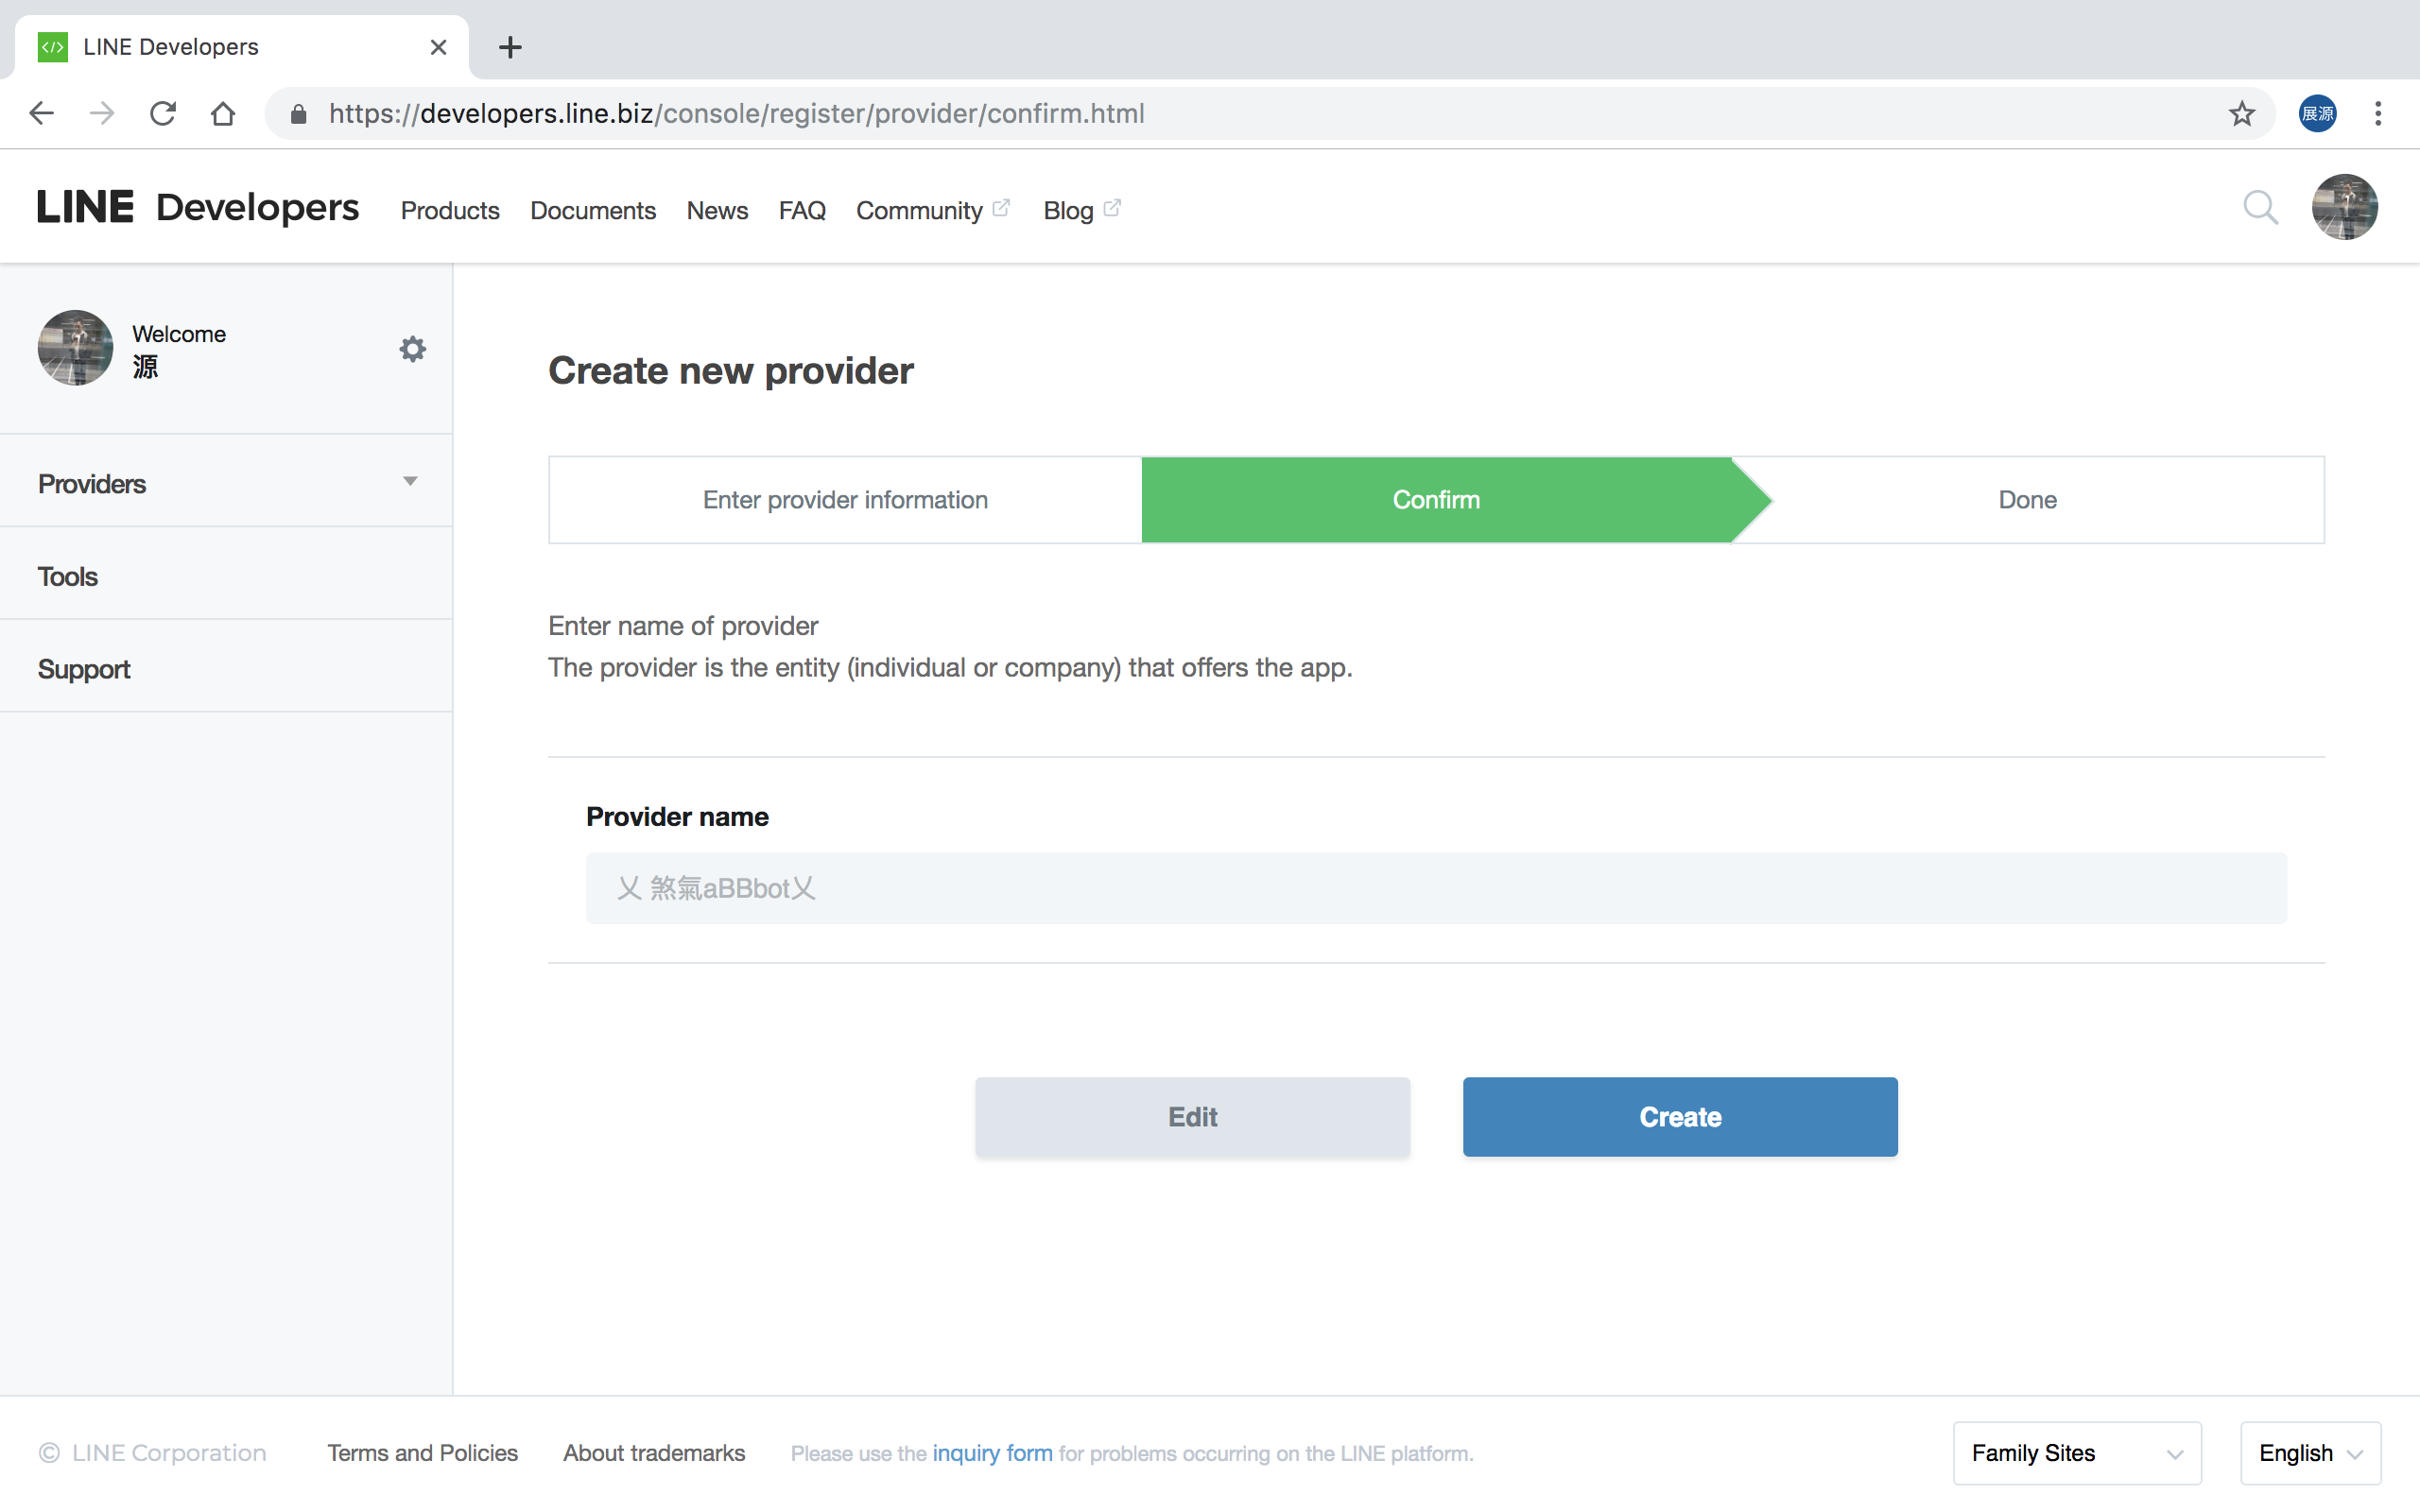 LINE Developers
https://developers.line.biz/console/register/provider/confirm.html
展源
LINE Developers Products Documents News FAQ Community Blog
Welcome
源
Providers
Tools
Support
Create new provider
Enter provider information Confirm Done
Enter name of provider
The provider is the entity (individual or company) that offers the app.
Provider name
乂 煞氣aBBbot乂
Edit Create
© LINE Corporation Terms and Policies About trademarks Please use the inquiry form for problems occurring on the LINE platform. Family Sites English